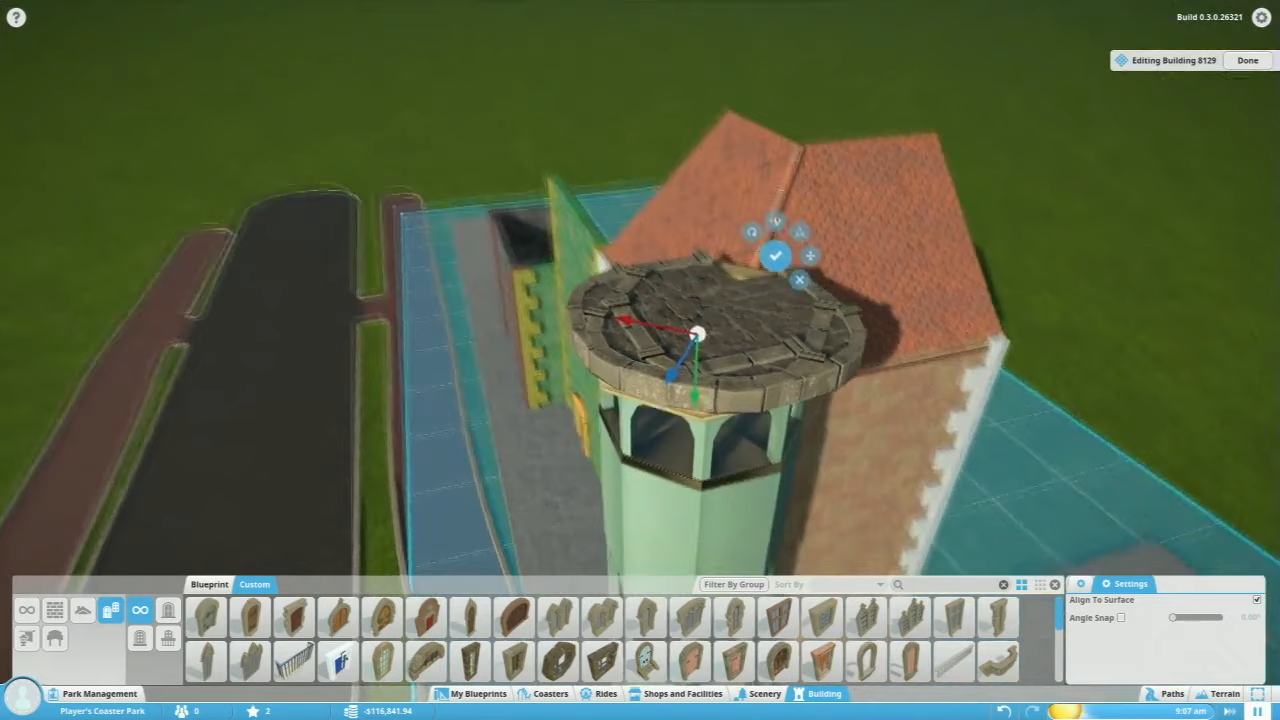 ?
Build 0.3.0.26321
Editing Building 8129
Done
Blueprint
Custom
Filter By Group
Sort By
Settings
Align To Surface
Angle Snap
0.00°
Park Management
My Blueprints
Coasters
Rides
Shops and Facilities
Scenery
Building
Paths
Terrain
Player's Coaster Park
0
2
-$116,841.94
9:07 am